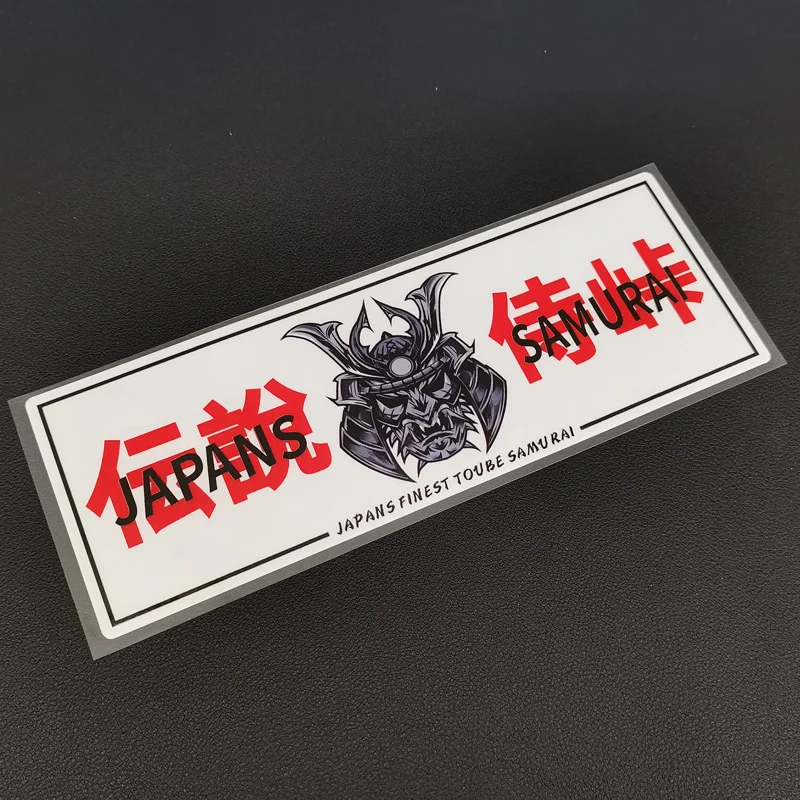 伝説
JAPANS
侍峠
SAMURAI
JAPANS FINEST TOUBE SAMURAI